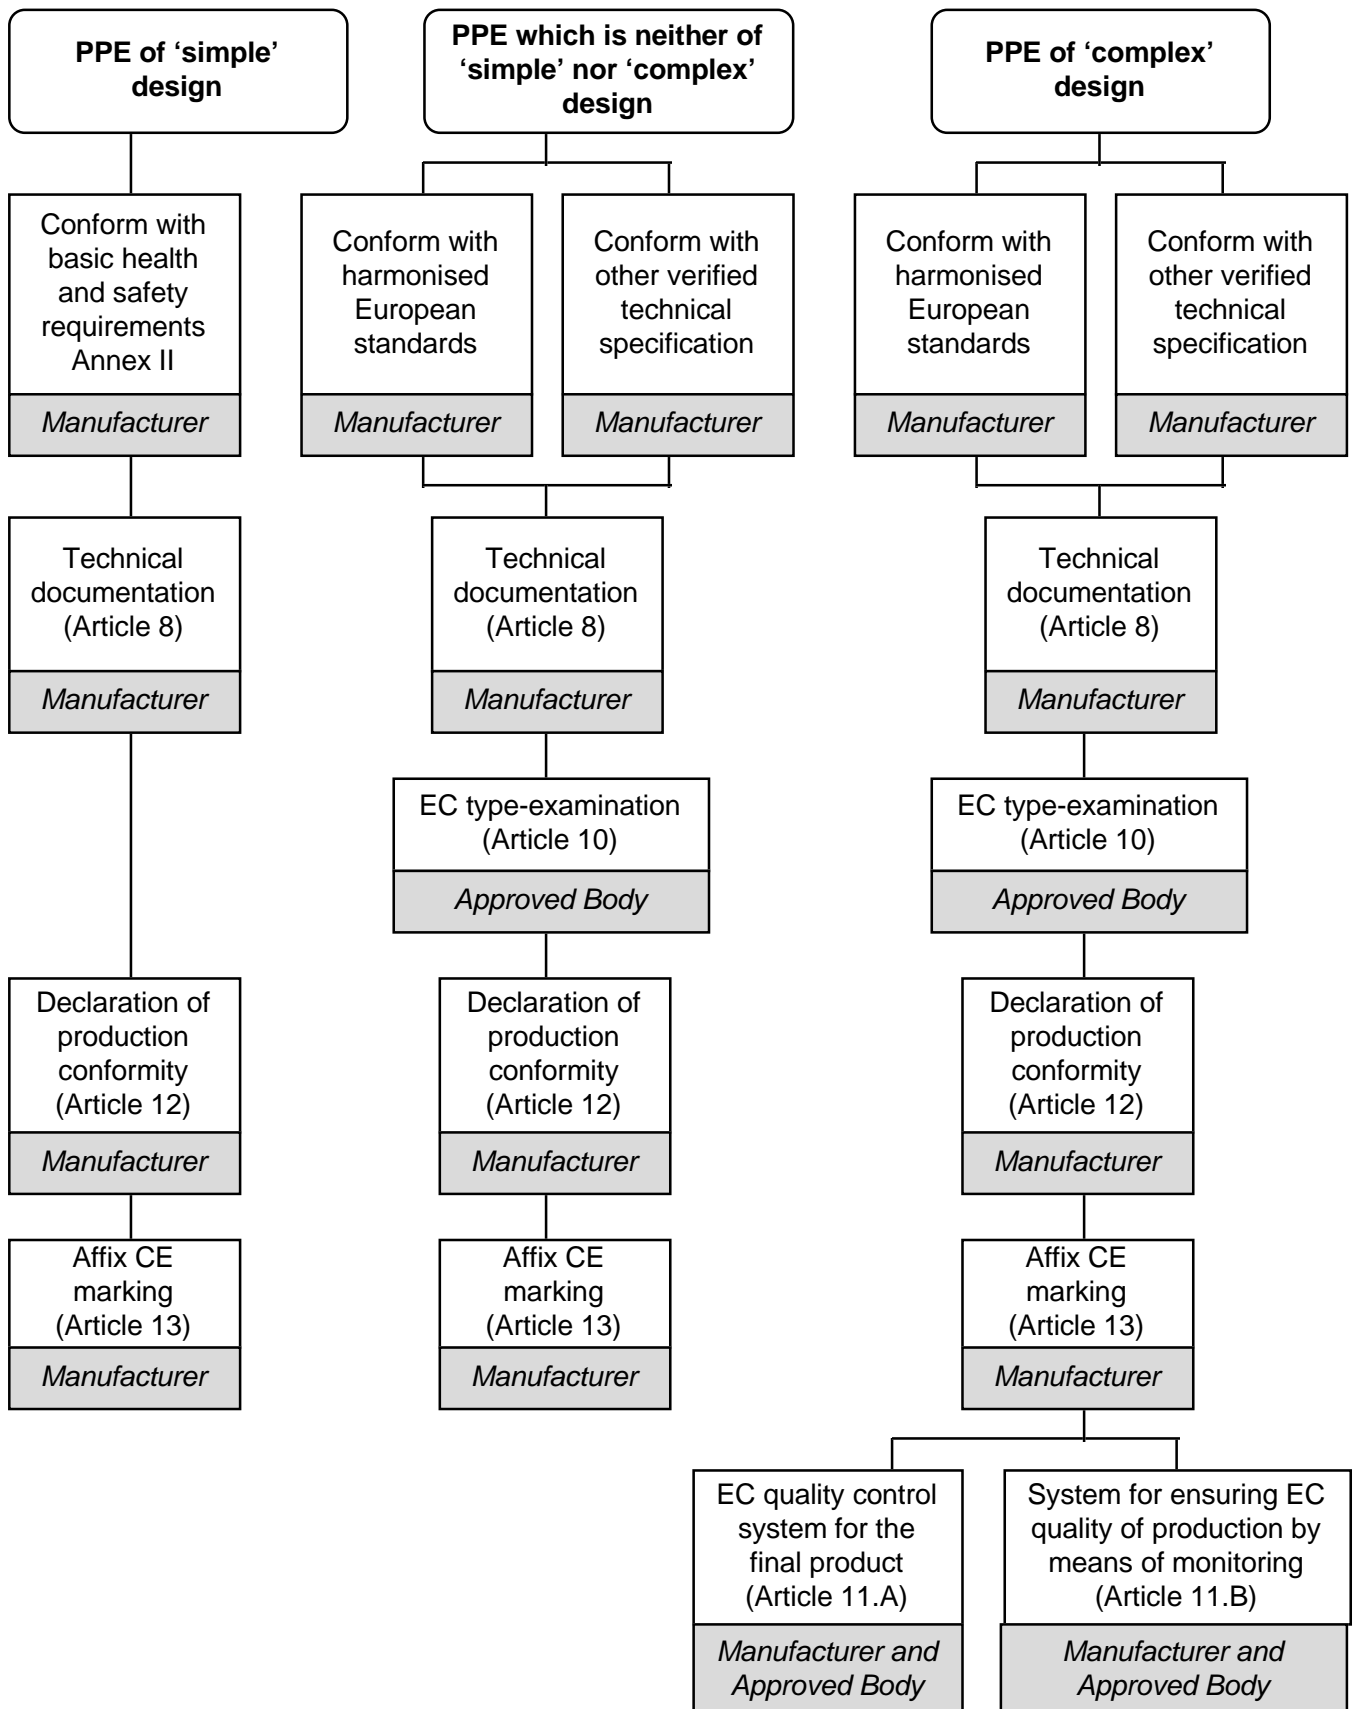 PPE of ‘simple’
design
PPE which is neither of
‘simple’ nor ‘complex’
design
PPE of ‘complex’
design
Conform with
basic health
and safety
requirements
Annex II
Manufacturer
Conform with
harmonised
European
standards
Manufacturer
Conform with
other verified
technical
specification
Manufacturer
Conform with
harmonised
European
standards
Manufacturer
Conform with
other verified
technical
specification
Manufacturer
Technical
documentation
(Article 8)
Manufacturer
Technical
documentation
(Article 8)
Manufacturer
Technical
documentation
(Article 8)
Manufacturer
EC type-examination
(Article 10)
Approved Body
EC type-examination
(Article 10)
Approved Body
Declaration of
production
conformity
(Article 12)
Manufacturer
Declaration of
production
conformity
(Article 12)
Manufacturer
Declaration of
production
conformity
(Article 12)
Manufacturer
Affix CE
marking
(Article 13)
Manufacturer
Affix CE
marking
(Article 13)
Manufacturer
Affix CE
marking
(Article 13)
Manufacturer
EC quality control
system for the
final product
(Article 11.A)
Manufacturer and
Approved Body
System for ensuring EC
quality of production by
means of monitoring
(Article 11.B)
Manufacturer and
Approved Body